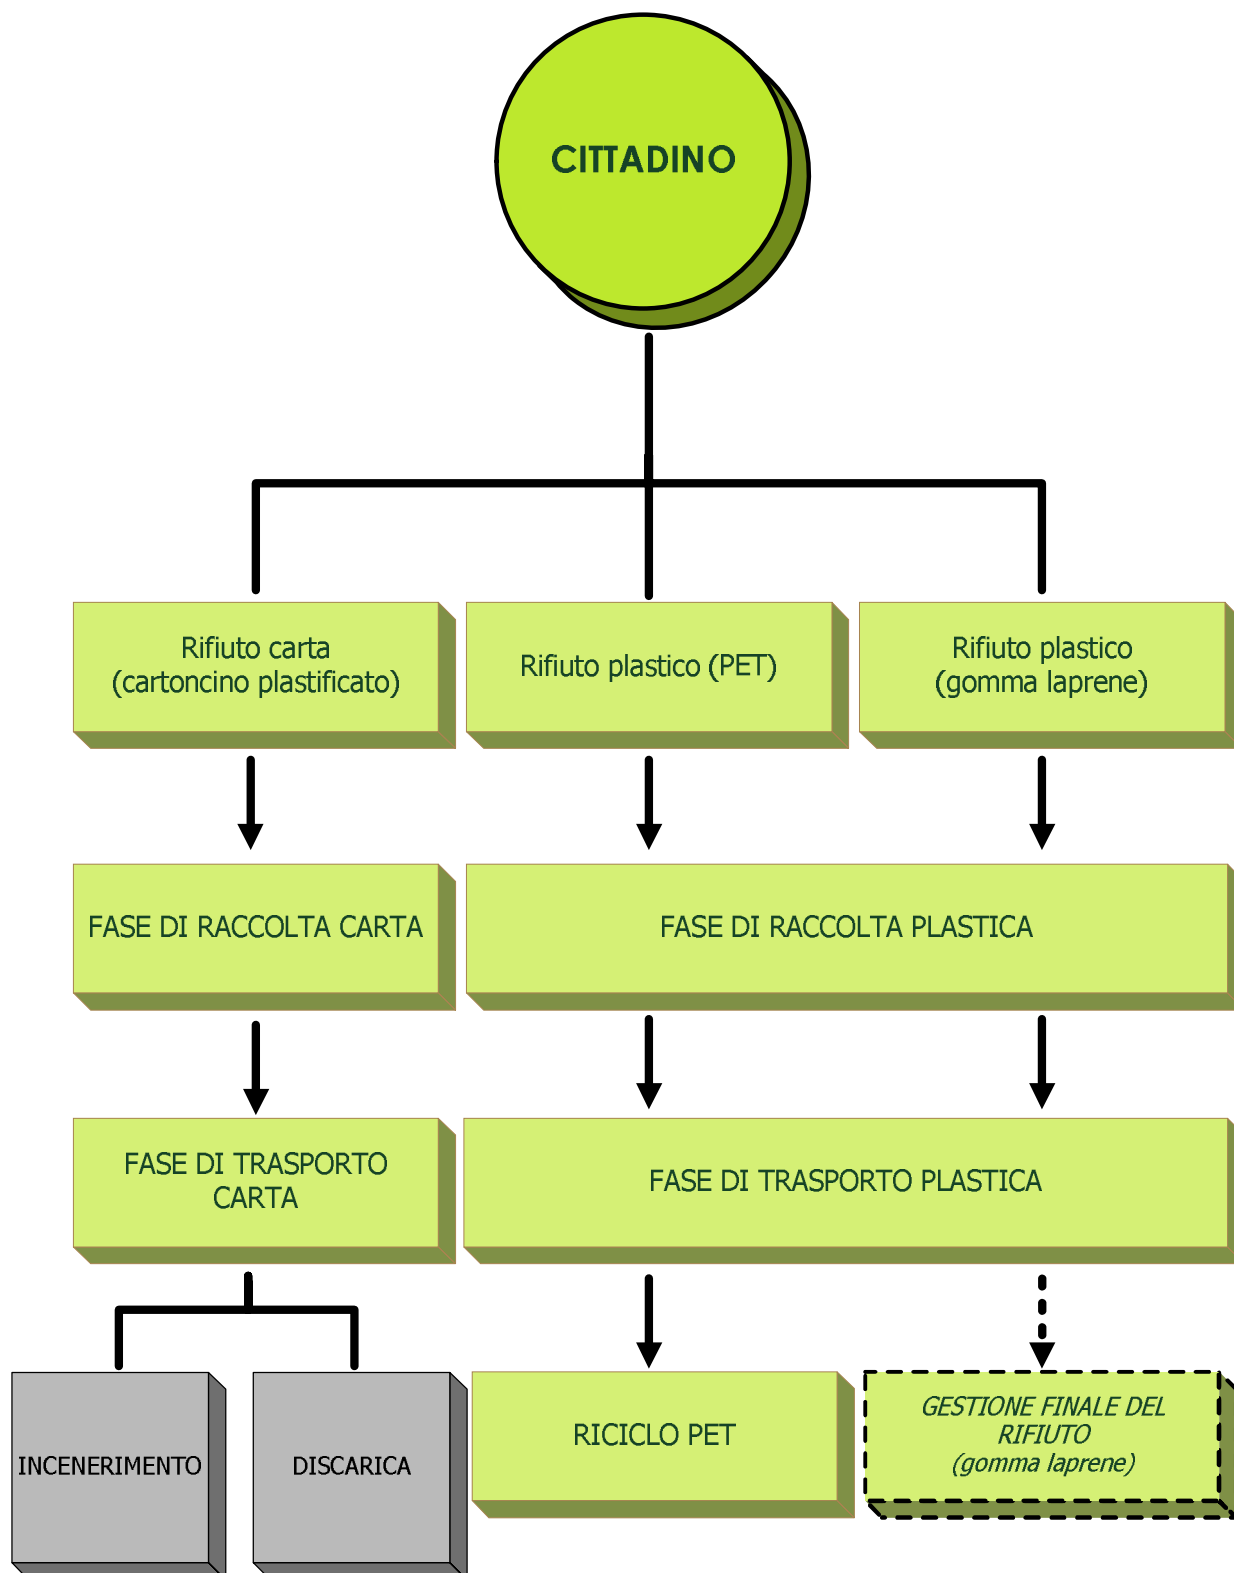 CITTADINO
Rifiuto carta
(cartoncino plastificato)
Rifiuto plastico (PET)
Rifiuto plastico
(gomma laprene)
FASE DI RACCOLTA CARTA
FASE DI RACCOLTA PLASTICA
FASE DI TRASPORTO
CARTA
FASE DI TRASPORTO PLASTICA
INCENERIMENTO
DISCARICA
RICICLO PET
GESTIONE FINALE DEL
RIFIUTO
(gomma laprene)